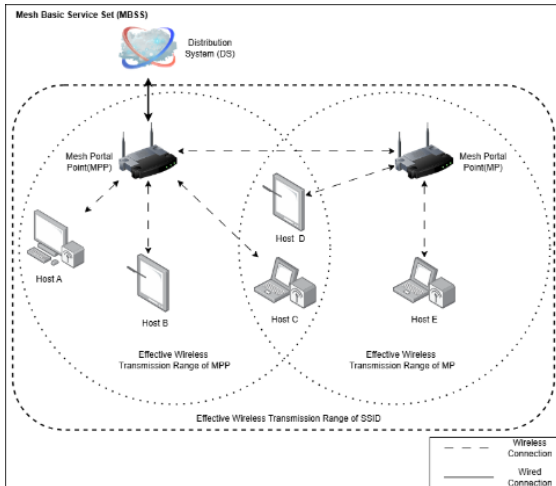 Mesh Basic Service Set (MBSS)
Distribution
System (DS)
Mesh Portal
Point(MPP)
Mesh Portal
Point(MP)
Host D
Host A
Host B
Host C
Host E
Effective Wireless
Transmission Range of MPP
Effective Wireless
Transmission Range of MP
Effective Wireless Transmission Range of SSID
Wireless
Connection
Wired
Connection